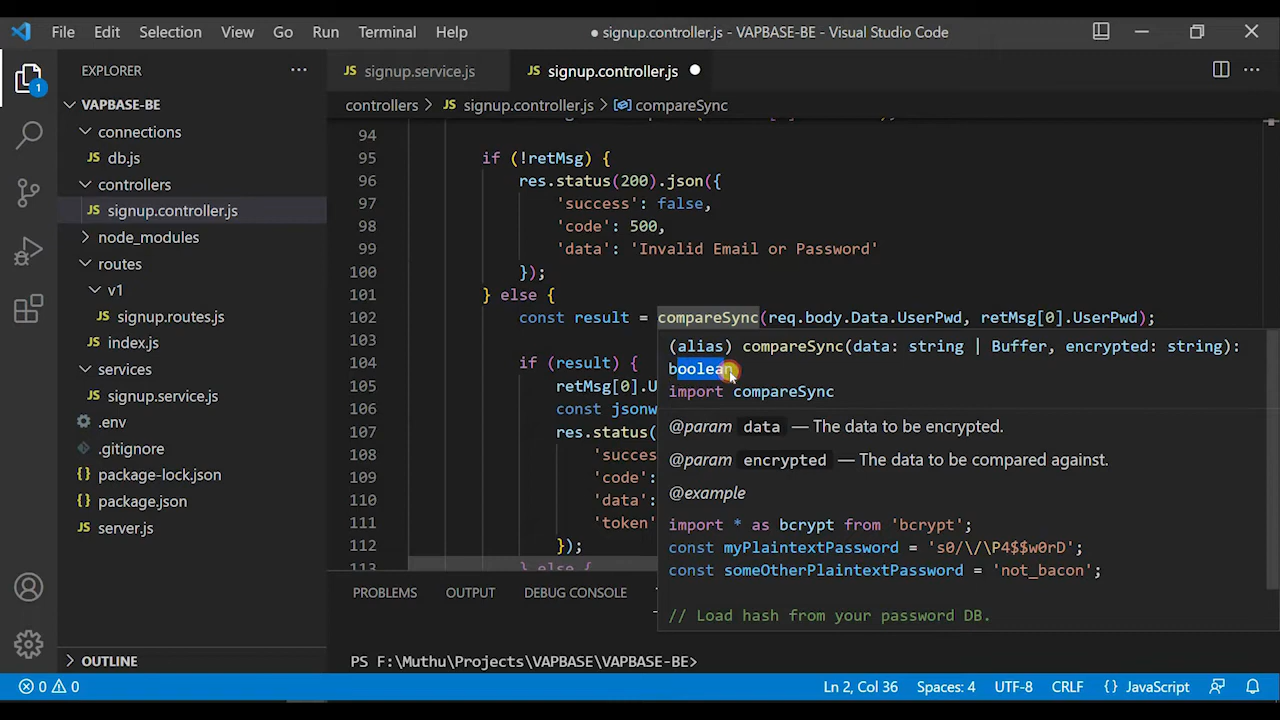 File Edit Selection View Go Run Terminal Help
● signup.controller.js - VAPBASE-BE - Visual Studio Code
EXPLORER
1
VAPBASE-BE
connections
JS db.js
controllers
JS signup.controller.js
node_modules
routes
v1
JS signup.routes.js
JS index.js
services
JS signup.service.js
.env
.gitignore
{} package-lock.json
{} package.json
JS server.js
OUTLINE
JS signup.service.js
JS signup.controller.js
controllers > JS signup.controller.js > compareSync
94
95 if (!retMsg) {
96 res.status(200).json({
97 'success': false,
98 'code': 500,
99 'data': 'Invalid Email or Password'
100 });
101 } else {
102 const result = compareSync(req.body.Data.UserPwd, retMsg[0].UserPwd);
103
104 if (result) {
105 retMsg[0].U
106 const jsonw
107 res.status(
108 'succes
109 'code':
110 'data':
111 'token'
112 });
113 } else {
(alias) compareSync(data: string | Buffer, encrypted: string):
boolean
import compareSync
@param data — The data to be encrypted.
@param encrypted — The data to be compared against.
@example
import * as bcrypt from 'bcrypt';
const myPlaintextPassword = 's0/\/\P4$$w0rD';
const someOtherPlaintextPassword = 'not_bacon';
// Load hash from your password DB.
PROBLEMS OUTPUT DEBUG CONSOLE
PS F:\Muthu\Projects\VAPBASE\VAPBASE-BE>
0 0 Ln 2, Col 36 Spaces: 4 UTF-8 CRLF {} JavaScript